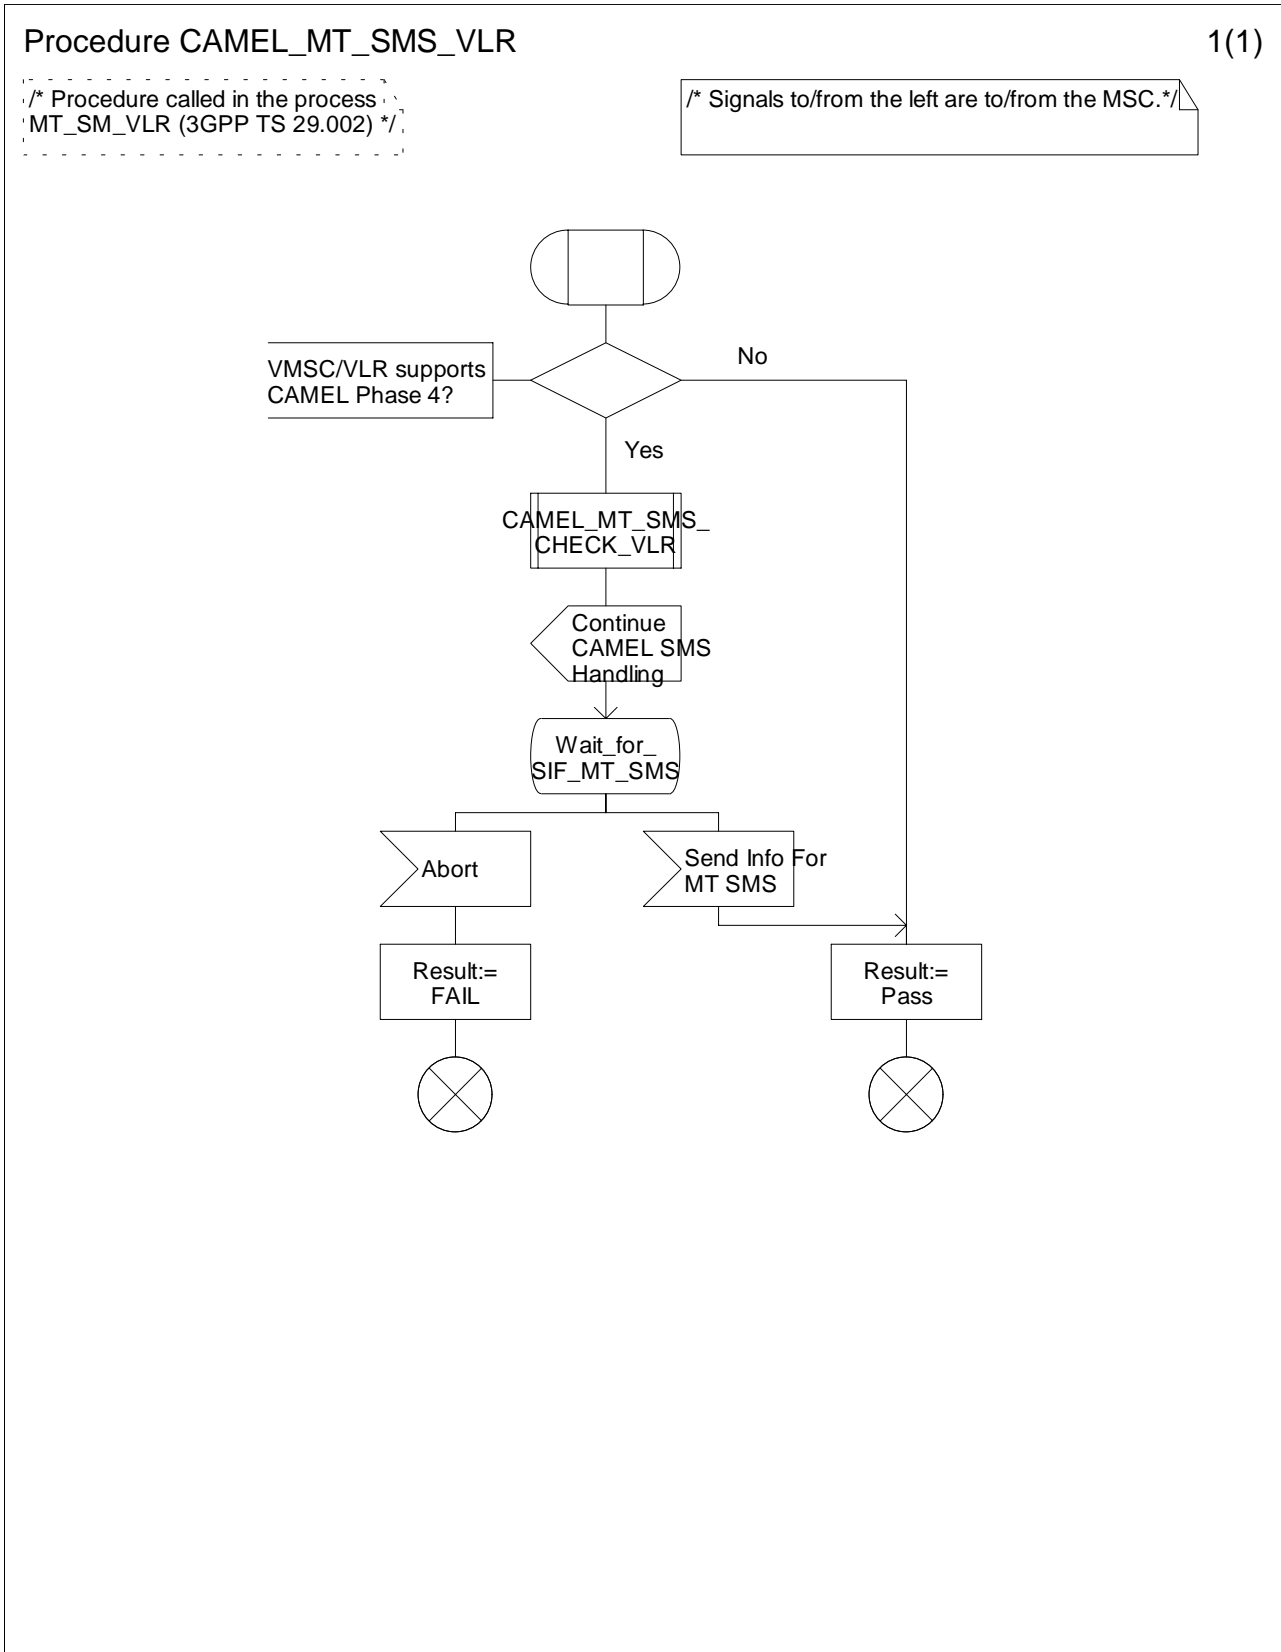 Procedure CAMEL_MT_SMS_VLR
1(1)
/* Procedure called in the process
MT_SM_VLR (3GPP TS 29.002) */
/* Signals to/from the left are to/from the MSC.*/
VMSC/VLR supports
CAMEL Phase 4?
No
Yes
CAMEL_MT_SMS_
CHECK_VLR
Continue
CAMEL SMS
Handling
Wait_for_
SIF_MT_SMS
Abort
Send Info For
MT SMS
Result:=
FAIL
Result:=
Pass